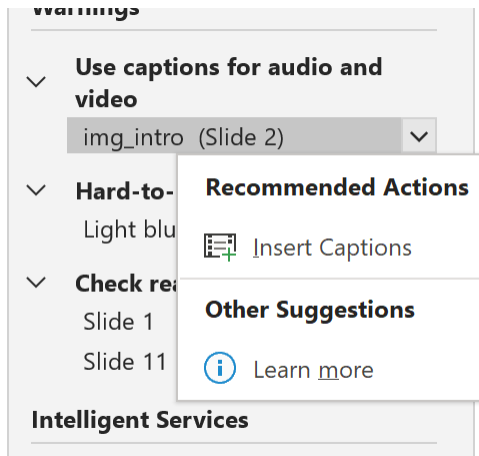 Warnings
Use captions for audio and
video
img_intro (Slide 2)
Recommended Actions
Hard-to-
Light blu
Insert Captions
Check rea
Other Suggestions
Slide 1
Slide 11
Learn more
Intelligent Services